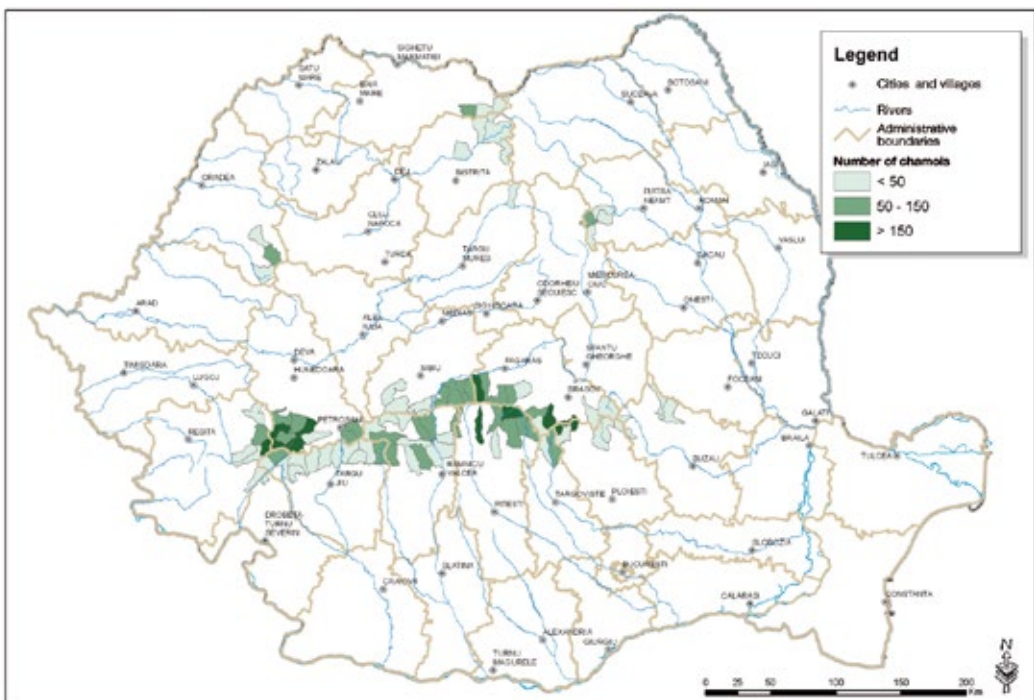 Legend
Cities and villages
Rivers
Administrative
boundaries
Number of chamois
< 50
50 - 150
> 150
SIGHETU
MARMATIEI
SATU
MARE
BAIA
MARE
BOTOSANI
SUCEAVA
ZALAU
DEJ
BISTRITA
IASI
ORADEA
PIATRA
NEAMT
ROMAN
CLUJ
NAPOCA
TURDA
TARGU
MURES
BACAU
VASLUI
MIERCUREA
CIUC
ODORHEIU
SECUIESC
ARAD
ALBA
IULIA
MEDIAS
SIGHISOARA
ONESTI
DEVA
HUNEDOARA
TIMISOARA
LUGOJ
SIBIU
FAGARAS
SFANTU
GHEORGHE
TECUCI
FOCSANI
BRASOV
RESITA
PETROSANI
GALATI
BRAILA
TULCEA
TARGU
JIU
RAMNICU
VALCEA
BUZAU
DROBETA-
TURNU
SEVERIN
PITESTI
TARGOVISTE
PLOIESTI
SLOBOZIA
BUCURESTI
SLATINA
CRAIOVA
CALARASI
CONSTANTA
ALEXANDRIA
GIURGIU
TURNU
MAGURELE
N
0 25 50 100 150 200
Km